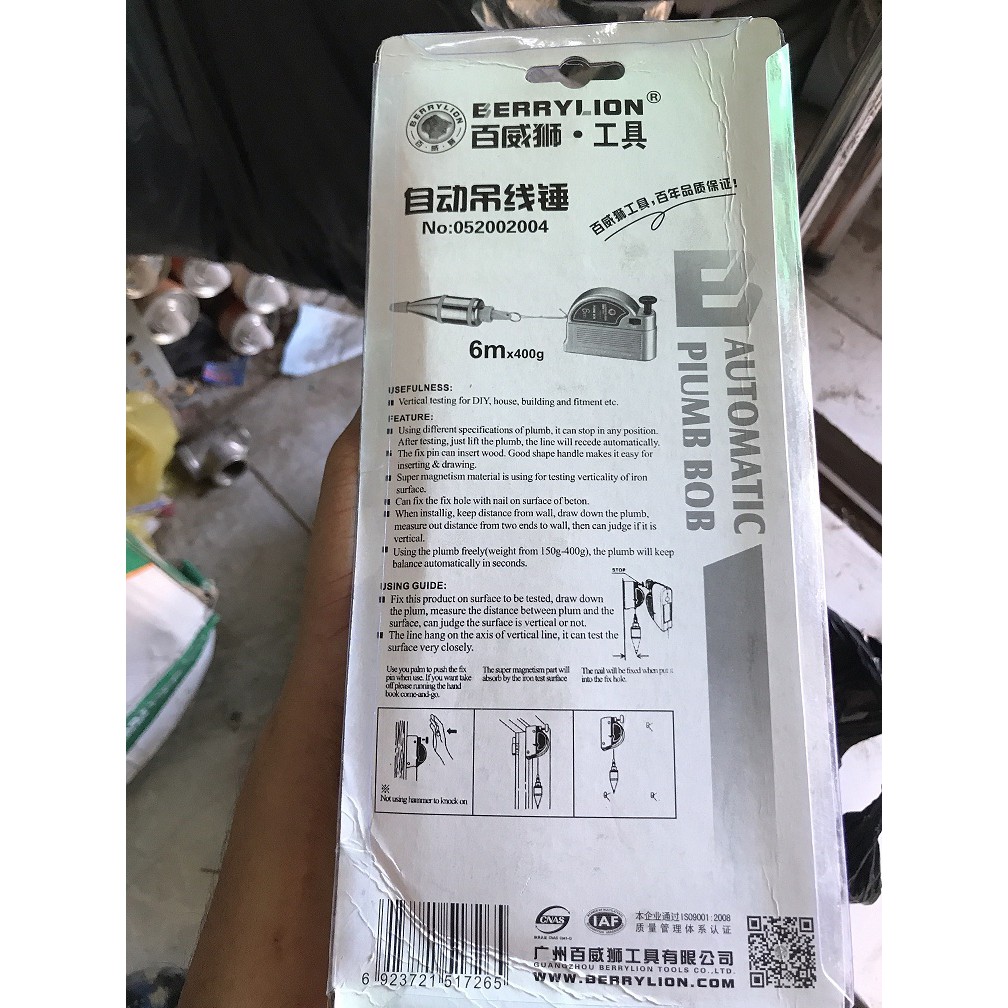 BERRYLION®
百威狮·工具
BERRYLION
百·威·狮
自动吊线锤
No:052002004
百威狮工具,百年品质保证!
6mx400g
AUTOMATIC
PIUMB BOB
USEFULNESS:
Vertical testing for DIY, house, building and fitment etc.
FEATURE:
Using different specifications of plumb, it can stop in any position.
After testing, just lift the plumb, the line will recede automatically.
The fix pin can insert wood. Good shape handle makes it easy for
inserting & drawing.
Super magnetism material is using for testing verticality of iron
surface.
Can fix the fix hole with nail on surface of beton.
When installig, keep distance from wall, draw down the plumb,
measure out distance from two ends to wall, then can judge if it is
vertical.
Using the plumb freely(weight from 150g-400g), the plumb will keep
balance automatically in seconds.
USING GUIDE:
Fix this product on surface to be tested, draw down
the plum, measure the distance between plum and the
surface, can judge the surface is vertical or not.
The line hang on the axis of vertical line, it can test the
surface very closely.
STOP
Use you palm to push the fix
pin when use. If you want take
off please running the hand
book come-and-go.
The super magnetism part will
absorb by the iron test surface
The nail will be fixed when put it
into the fix hole.
※
Not using hammer to knock on
6 923721 517265
CNAS
IAF
本企业通过ISO9001:2008
质量管理体系认证
广州百威狮工具有限公司
GUANGZHOU BERRYLION TOOLS CO.,LTD.
WWW.BERRYLION.COM